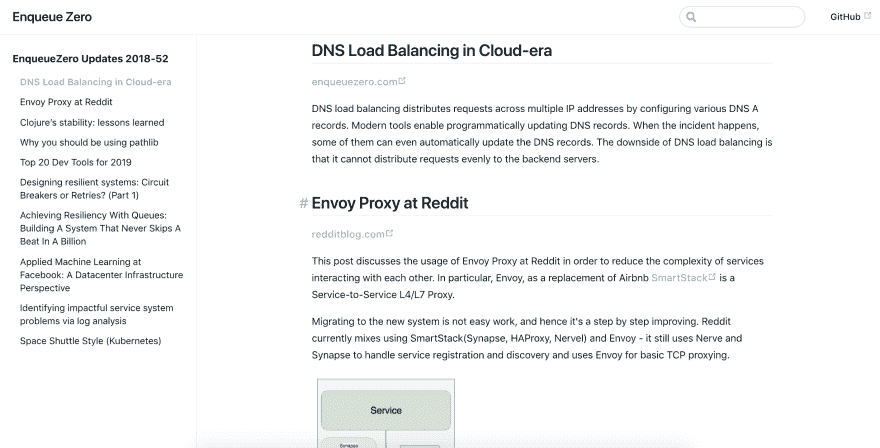 Enqueue Zero
GitHub
EnqueueZero Updates 2018-52
DNS Load Balancing in Cloud-era
Envoy Proxy at Reddit
Clojure's stability: lessons learned
Why you should be using pathlib
Top 20 Dev Tools for 2019
Designing resilient systems: Circuit
Breakers or Retries? (Part 1)
Achieving Resiliency With Queues:
Building A System That Never Skips A
Beat In A Billion
Applied Machine Learning at
Facebook: A Datacenter Infrastructure
Perspective
Identifying impactful service system
problems via log analysis
Space Shuttle Style (Kubernetes)
DNS Load Balancing in Cloud-era
enqueuezero.com
DNS load balancing distributes requests across multiple IP addresses by configuring various DNS A
records. Modern tools enable programmatically updating DNS records. When the incident happens,
some of them can even automatically update the DNS records. The downside of DNS load balancing is
that it cannot distribute requests evenly to the backend servers.
# Envoy Proxy at Reddit
redditblog.com
This post discusses the usage of Envoy Proxy at Reddit in order to reduce the complexity of services
interacting with each other. In particular, Envoy, as a replacement of Airbnb SmartStack is a
Service-to-Service L4/L7 Proxy.
Migrating to the new system is not easy work, and hence it's a step by step improving. Reddit
currently mixes using SmartStack(Synapse, HAProxy, Nervel) and Envoy - it still uses Nerve and
Synapse to handle service registration and discovery and uses Envoy for basic TCP proxying.
Service
Synapse